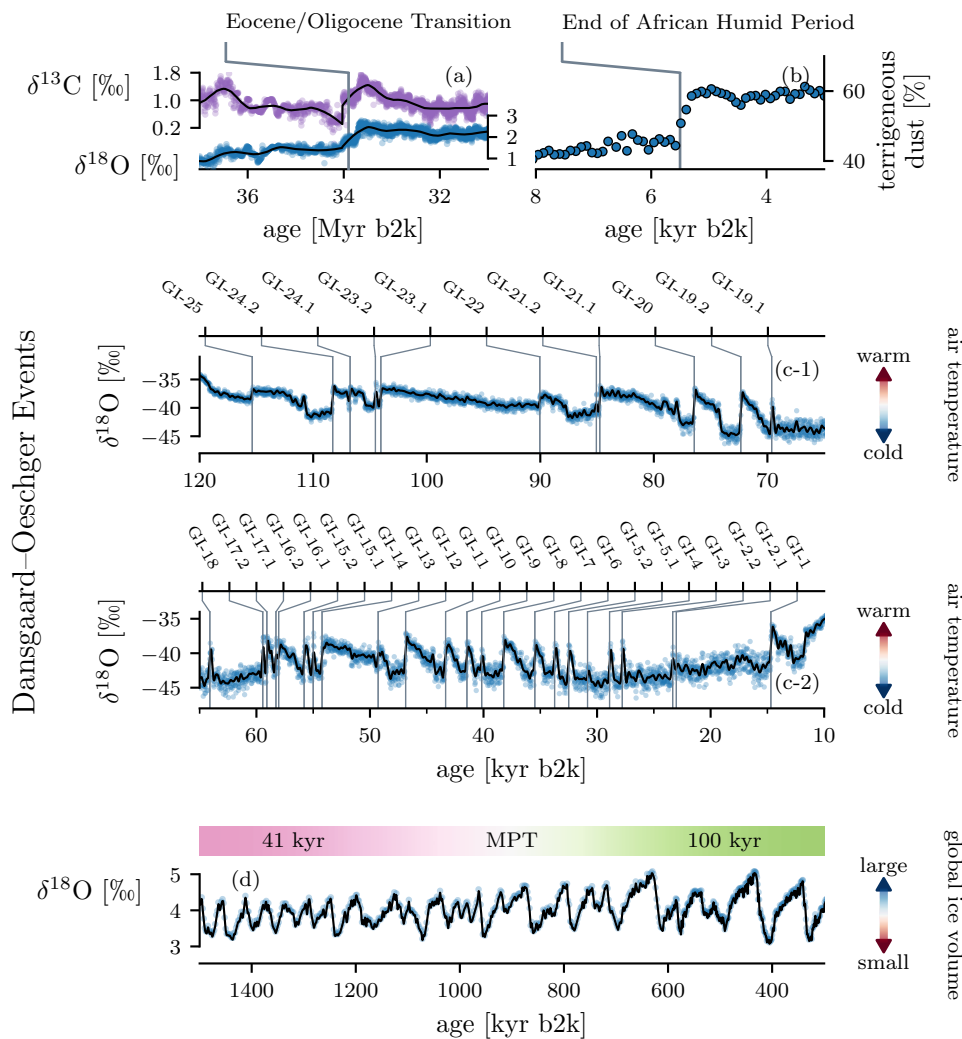 Eocene/Oligocene Transition
End of African Humid Period
δ¹³C [‰]
1.8
1.0
0.2
(a)
3
2
1
δ¹⁸O [‰]
36
34
32
age [Myr b2k]
(b)
60
40
terrigeneous
dust [%]
8
6
4
age [kyr b2k]
Dansgaard–Oeschger Events
GI-25
GI-24.2
GI-24.1
GI-23.2
GI-23.1
GI-22
GI-21.2
GI-21.1
GI-20
GI-19.2
GI-19.1
δ¹⁸O [‰]
−35
−40
−45
(c-1)
warm
cold
air temperature
120
110
100
90
80
70
GI-18
GI-17.2
GI-17.1
GI-16.2
GI-16.1
GI-15.2
GI-15.1
GI-14
GI-13
GI-12
GI-11
GI-10
GI-9
GI-8
GI-7
GI-6
GI-5.2
GI-5.1
GI-4
GI-3
GI-2.2
GI-2.1
GI-1
δ¹⁸O [‰]
−35
−40
−45
(c-2)
warm
cold
air temperature
60
50
40
30
20
10
age [kyr b2k]
41 kyr
MPT
100 kyr
δ¹⁸O [‰]
5
4
3
(d)
large
small
global ice volume
1400
1200
1000
800
600
400
age [kyr b2k]